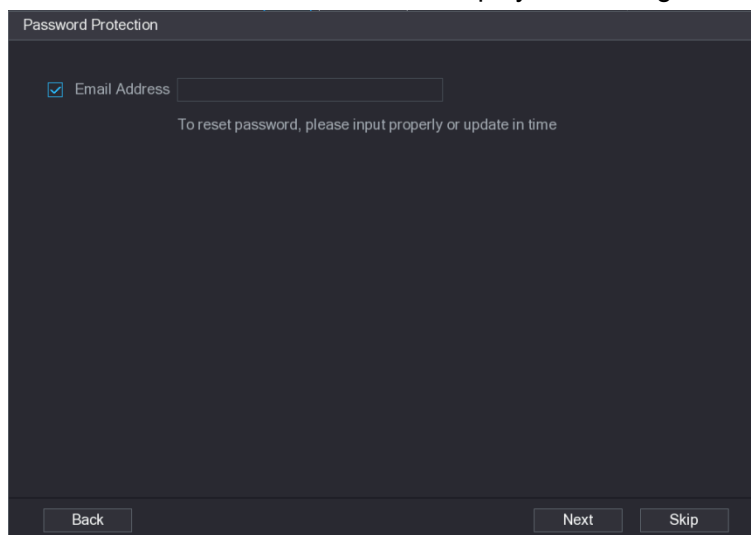 Password Protection
Email Address
To reset password, please input properly or update in time
Back
Next
Skip